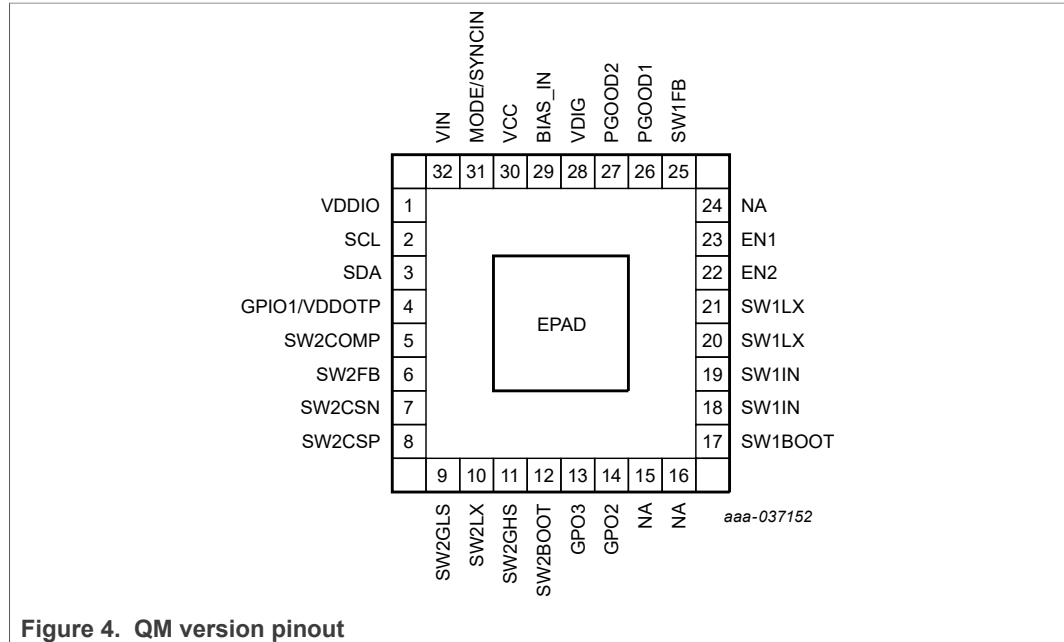 VIN
MODE/SYNCIN
VCC
BIAS_IN
VDIG
PGOOD2
PGOOD1
SW1FB
32 31 30 29 28 27 26 25
VDDIO 1
SCL 2
SDA 3
GPIO1/VDDOTP 4
SW2COMP 5
SW2FB 6
SW2CSN 7
SW2CSP 8
24 NA
23 EN1
22 EN2
21 SW1LX
20 SW1LX
19 SW1IN
18 SW1IN
17 SW1BOOT
EPAD
9 10 11 12 13 14 15 16
SW2GLS
SW2LX
SW2GHS
SW2BOOT
GPO3
GPO2
NA
NA
aaa-037152
Figure 4. QM version pinout